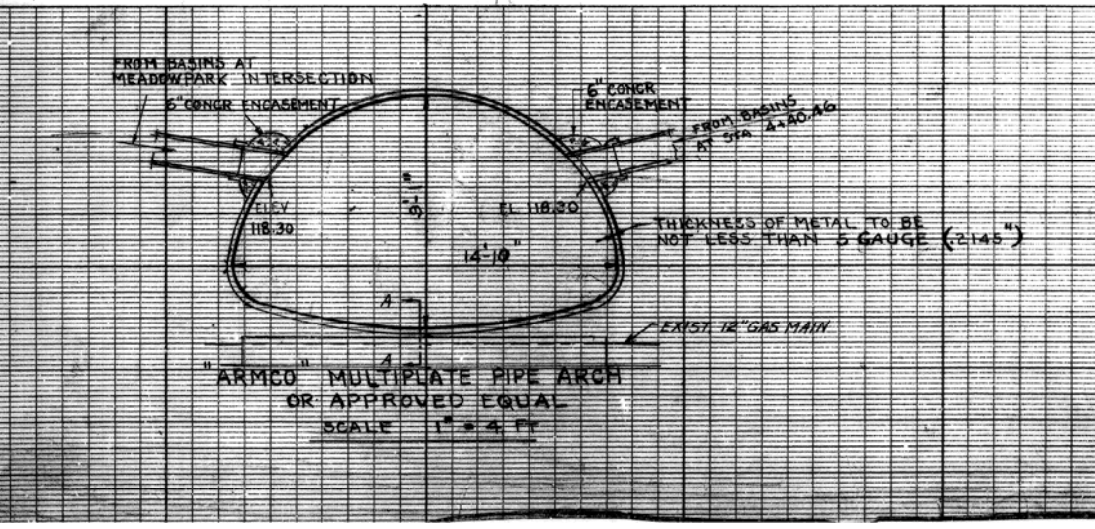 FROM BASINS AT
MEADOWPARK INTERSECTION
6" CONCR ENCASEMENT
6" CONCR
ENCASEMENT
FROM BASINS
AT STA 4+40.46
ELEV
118.30
9'-1"
EL. 118.30
14'-10"
THICKNESS OF METAL TO BE
NOT LESS THAN 5 GAUGE (.2145")
A
EXIST. 12" GAS MAIN
A
"ARMCO" MULTIPLATE PIPE ARCH
OR APPROVED EQUAL
SCALE 1" = 4 FT